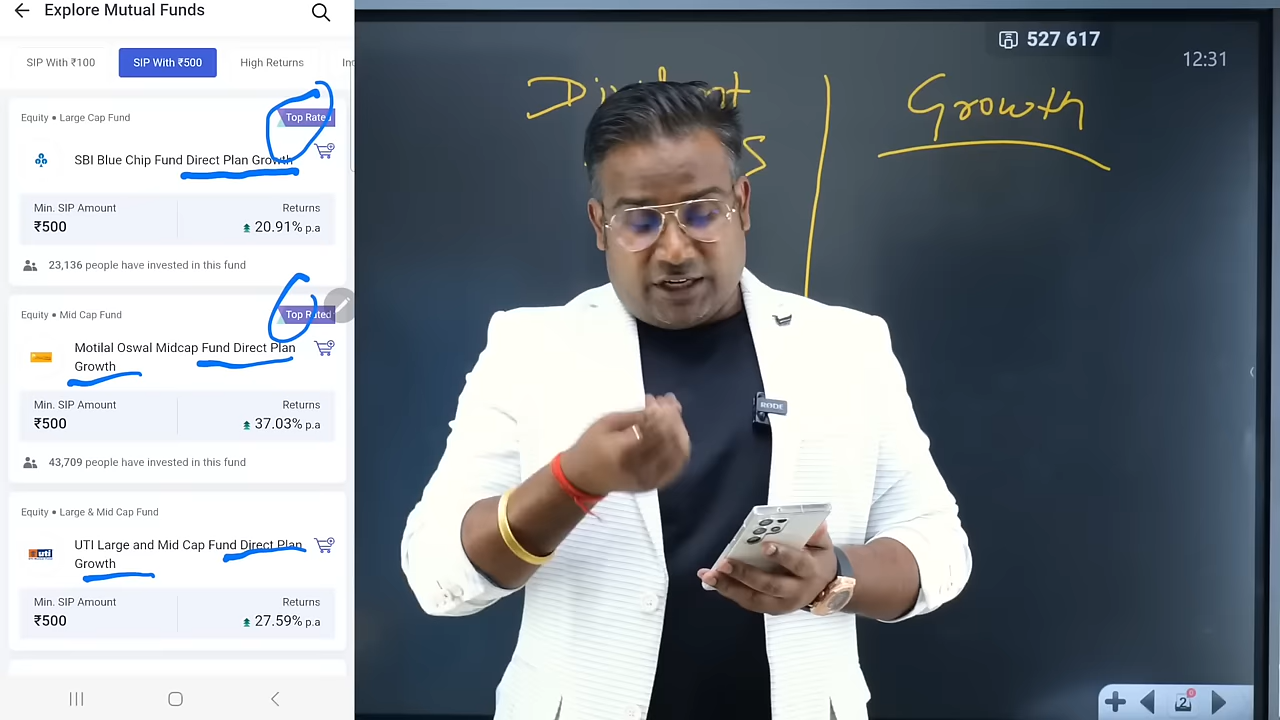 Explore Mutual Funds
SIP With ₹100
SIP With ₹500
High Returns
Equity • Large Cap Fund
Top Rated
SBI Blue Chip Fund Direct Plan Growth
Min. SIP Amount
Returns
₹500
20.91% p.a
23,136 people have invested in this fund
Equity • Mid Cap Fund
Top Rated
Motilal Oswal Midcap Fund Direct Plan
Growth
Min. SIP Amount
Returns
₹500
37.03% p.a
43,709 people have invested in this fund
Equity • Large & Mid Cap Fund
UTI Large and Mid Cap Fund Direct Plan
Growth
Min. SIP Amount
Returns
₹500
27.59% p.a
527 617
12:31
Growth
RODE
2